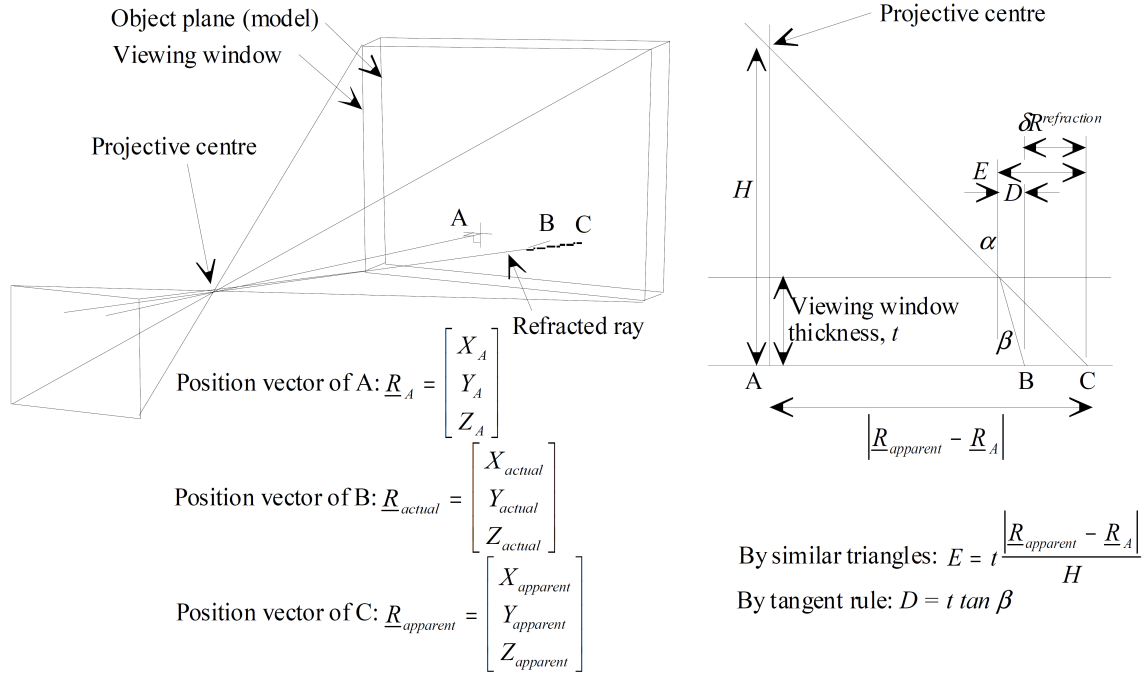 Object plane (model)
Viewing window
Projective centre
A
B
C
Refracted ray
Position vector of A: R_A = [X_A Y_A Z_A]
Position vector of B: R_actual = [X_actual Y_actual Z_actual]
Position vector of C: R_apparent = [X_apparent Y_apparent Z_apparent]
Projective centre
δR^refraction
E
D
H
α
Viewing window
thickness, t
β
A
B
C
|R_apparent − R_A|
By similar triangles: E = t |R_apparent − R_A| / H
By tangent rule: D = t tan β